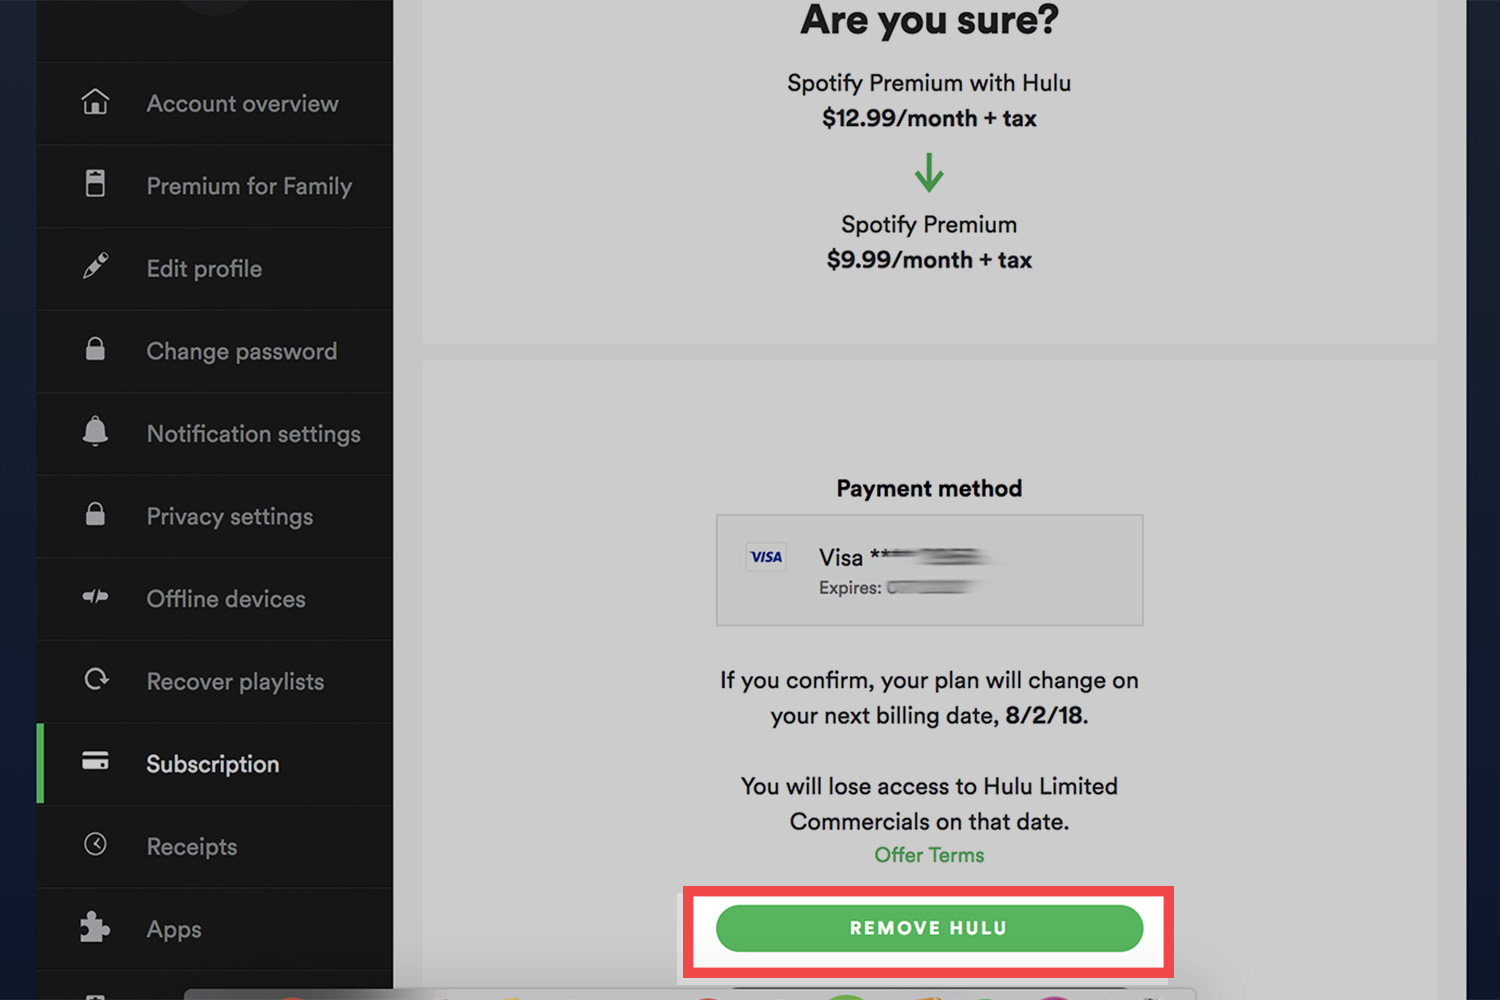 Account overview
Premium for Family
Edit profile
Change password
Notification settings
Privacy settings
Offline devices
Recover playlists
Subscription
Receipts
Apps
Are you sure?
Spotify Premium with Hulu
$12.99/month + tax
Spotify Premium
$9.99/month + tax
Payment method
VISA
Visa
Expires:
If you confirm, your plan will change on
your next billing date, 8/2/18.
You will lose access to Hulu Limited
Commercials on that date.
Offer Terms
REMOVE HULU